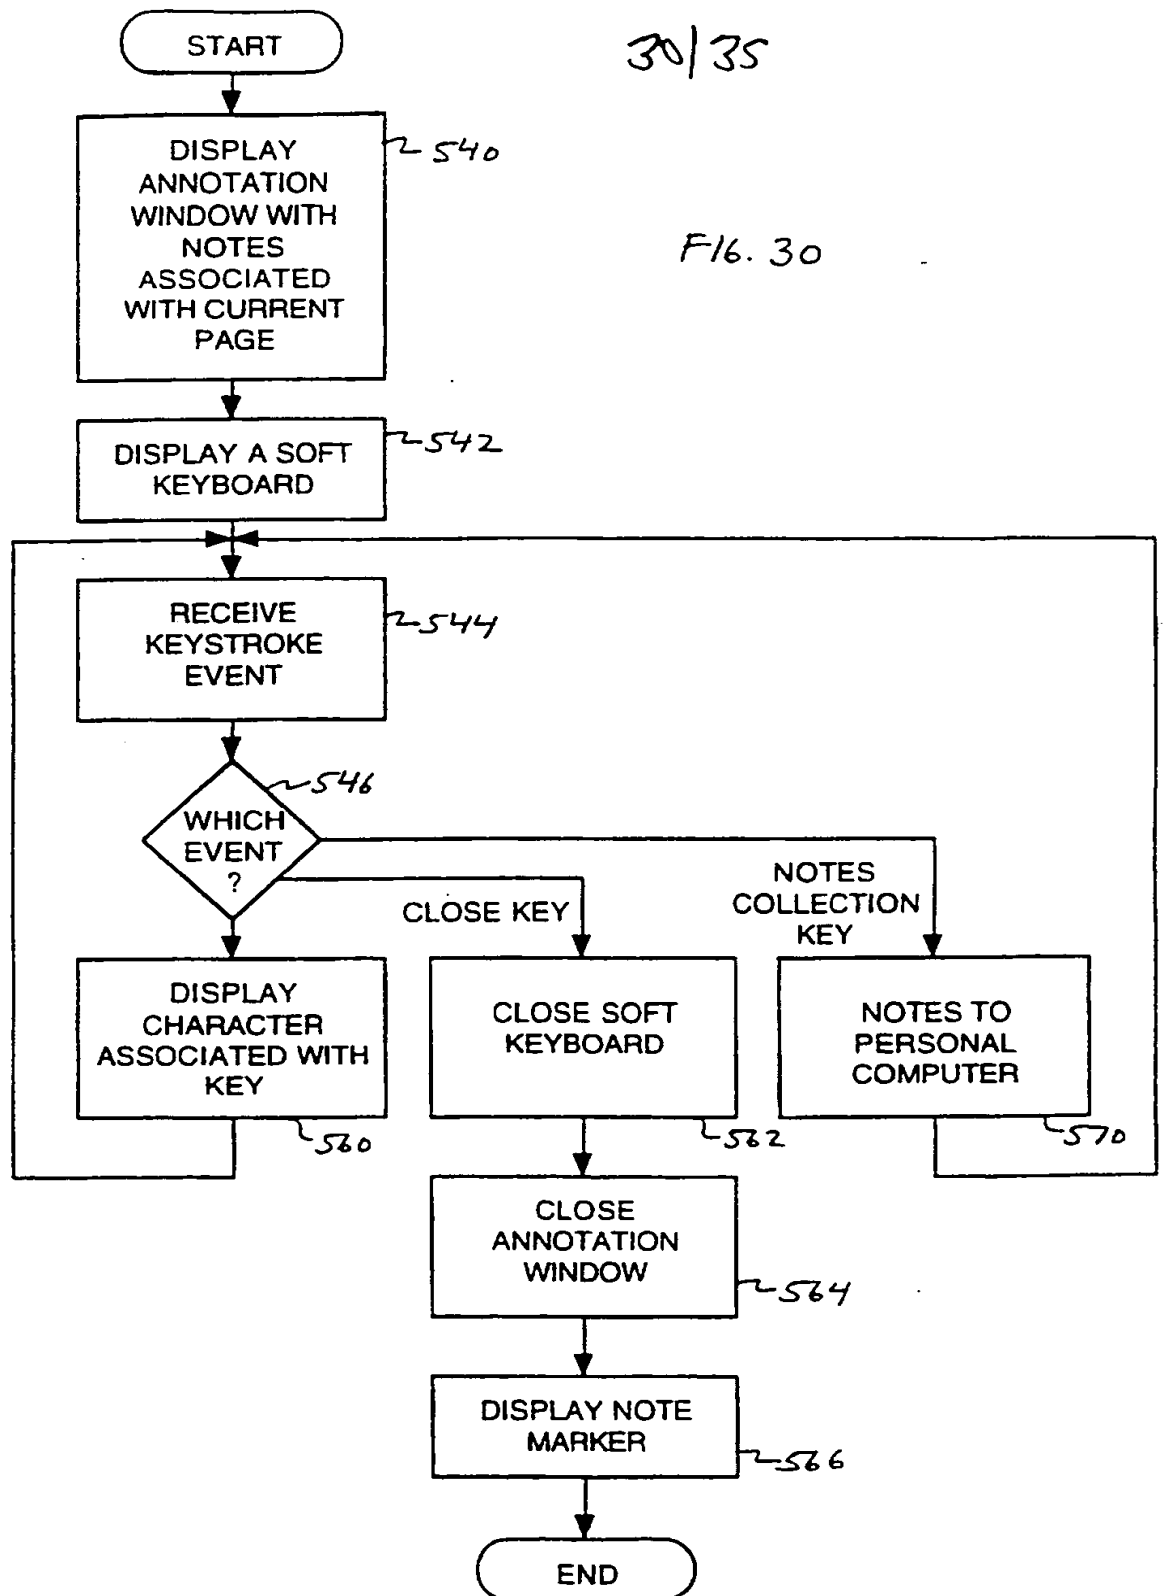 START
30/35
DISPLAY
ANNOTATION
WINDOW WITH
NOTES
ASSOCIATED
WITH CURRENT
PAGE
540
FIG. 30
DISPLAY A SOFT
KEYBOARD
542
RECEIVE
KEYSTROKE
EVENT
544
WHICH
EVENT
?
546
CLOSE KEY
NOTES
COLLECTION
KEY
DISPLAY
CHARACTER
ASSOCIATED WITH
KEY
560
CLOSE SOFT
KEYBOARD
562
NOTES TO
PERSONAL
COMPUTER
570
CLOSE
ANNOTATION
WINDOW
564
DISPLAY NOTE
MARKER
566
END